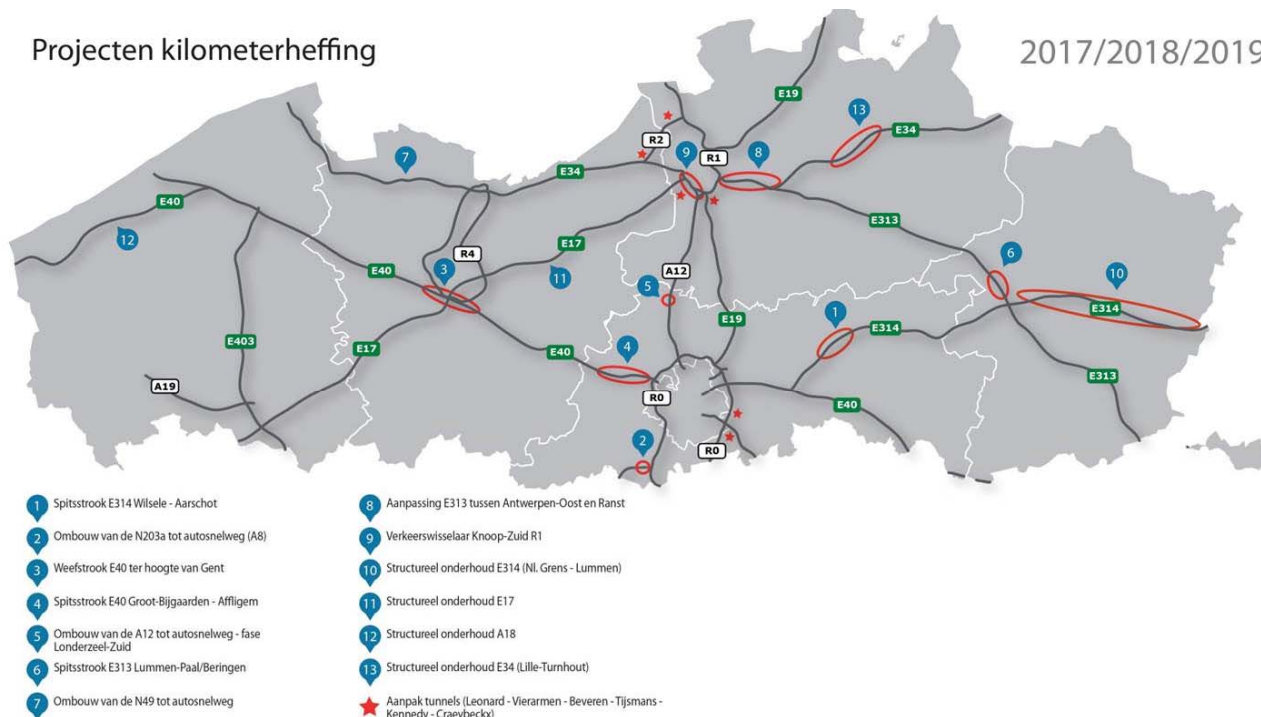 Projecten kilometerheffing
2017/2018/2019
E19
13
E34
R2
7
9
R1
8
E34
E40
E313
12
E17
R4
A12
6
E40
3
11
10
5
1
E314
E19
E314
E403
E17
4
E40
E313
A19
R0
E40
2
R0
1 Spitsstrook E314 Wilsele - Aarschot
2 Ombouw van de N203a tot autosnelweg (A8)
3 Weefstrook E40 ter hoogte van Gent
4 Spitsstrook E40 Groot-Bijgaarden - Affligem
5 Ombouw van de A12 tot autosnelweg - fase
Londerzeel-Zuid
6 Spitsstrook E313 Lummen-Paal/Beringen
7 Ombouw van de N49 tot autosnelweg
8 Aanpassing E313 tussen Antwerpen-Oost en Ranst
9 Verkeerswisselaar Knoop-Zuid R1
10 Structureel onderhoud E314 (Nl. Grens - Lummen)
11 Structureel onderhoud E17
12 Structureel onderhoud A18
13 Structureel onderhoud E34 (Lille-Turnhout)
Aanpak tunnels (Leonard - Vierarmen - Beveren - Tijsmans -
Kennedy - Craeybeckx)